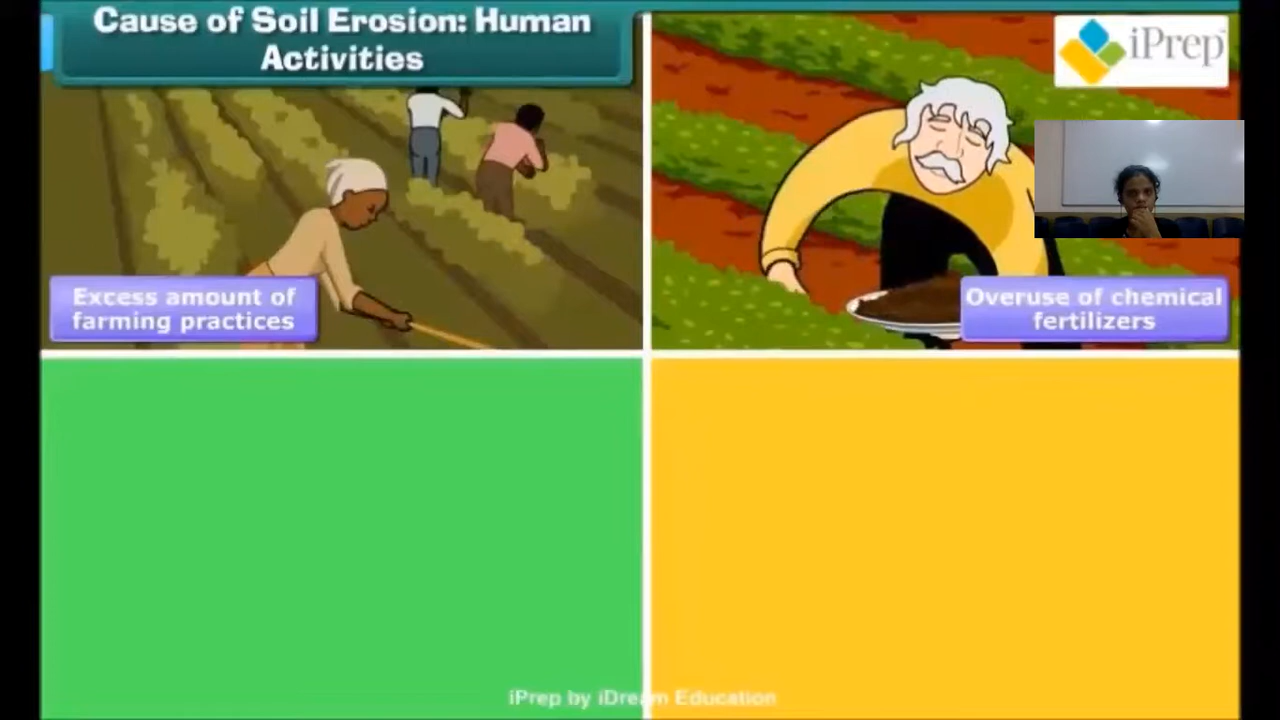 Cause of Soil Erosion: Human
Activities
iPrep
Excess amount of
farming practices
Overuse of chemical
fertilizers
iPrep by iDream Education